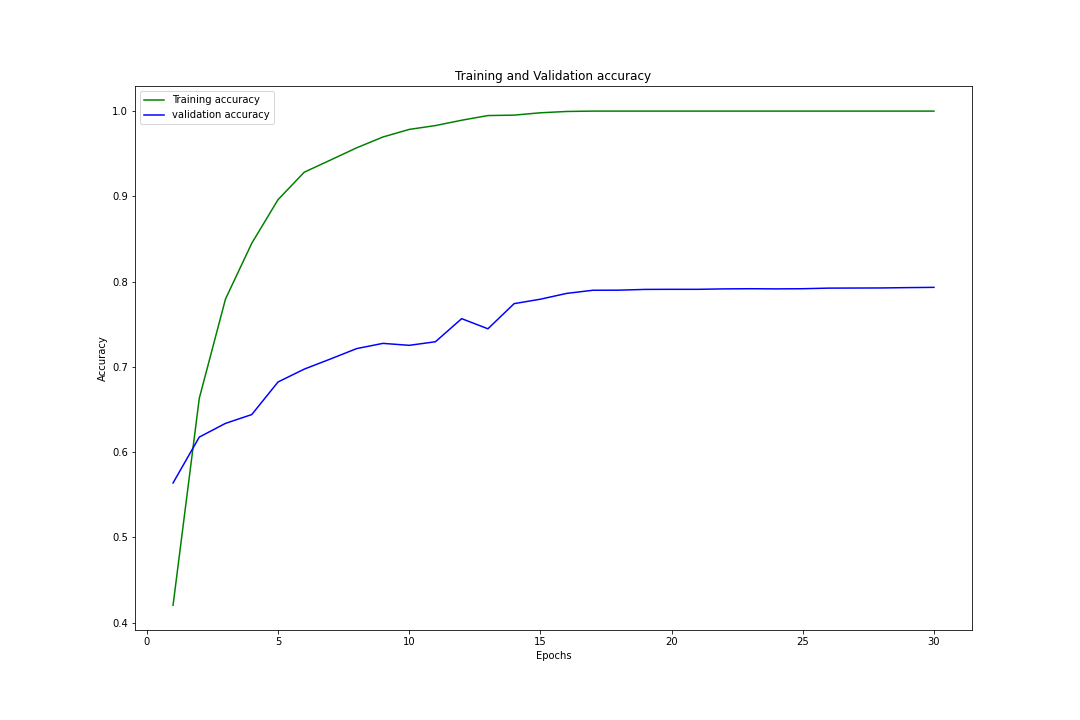 Training and Validation accuracy
Training accuracy
validation accuracy
1.0
0.9
0.8
0.7
0.6
0.5
0.4
Accuracy
0 5 10 15 20 25 30
Epochs